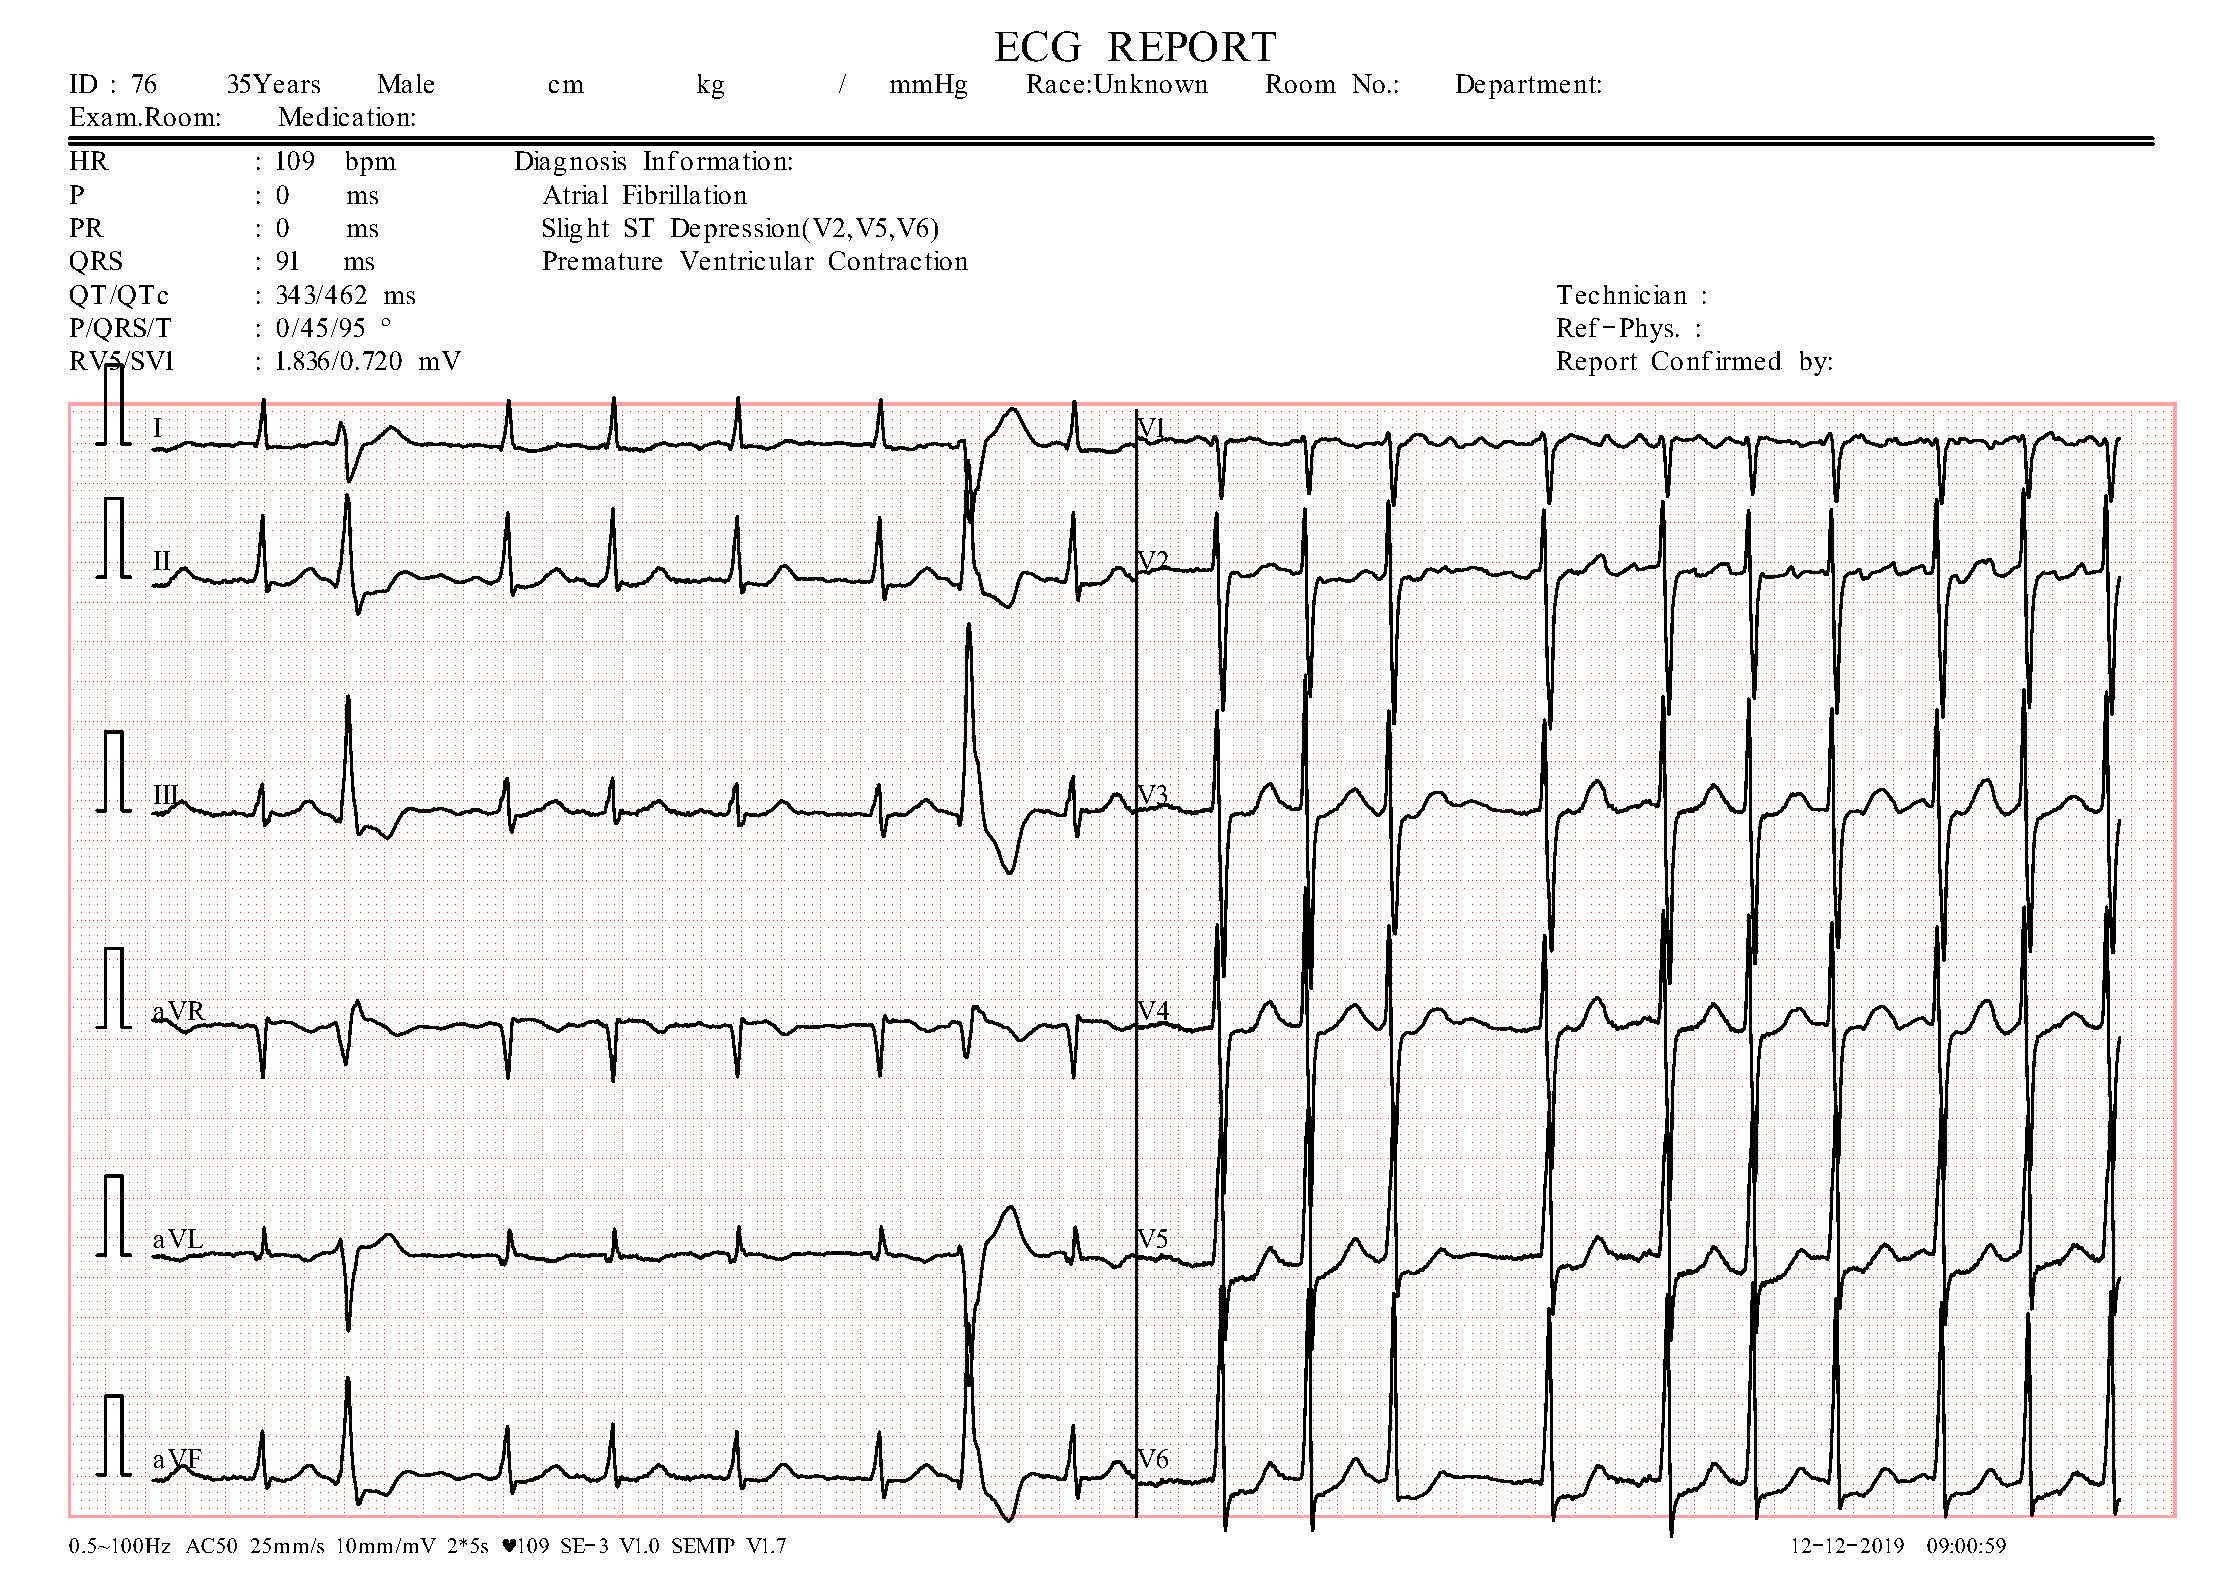 ECG REPORT
ID : 76 35Years Male cm kg / mmHg Race:Unknown Room No.: Department:
Exam.Room: Medication:
HR : 109 bpm Diagnosis Information:
P : 0 ms Atrial Fibrillation
PR : 0 ms Slight ST Depression(V2,V5,V6)
QRS : 91 ms Premature Ventricular Contraction
QT/QTc : 343/462 ms Technician :
P/QRS/T : 0/45/95 ° Ref-Phys. :
RV5/SV1 : 1.836/0.720 mV Report Confirmed by:
I V1
II V2
III V3
aVR V4
aVL V5
aVF V6
0.5~100Hz AC50 25mm/s 10mm/mV 2*5s ♥109 SE-3 V1.0 SEMIP V1.7 12-12-2019 09:00:59